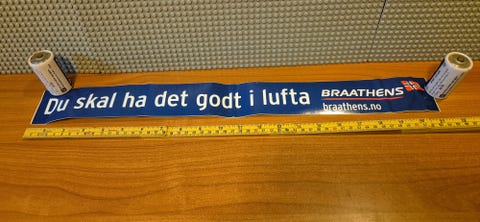 Du skal ha det godt i lufta
BRAATHENS
braathens.no